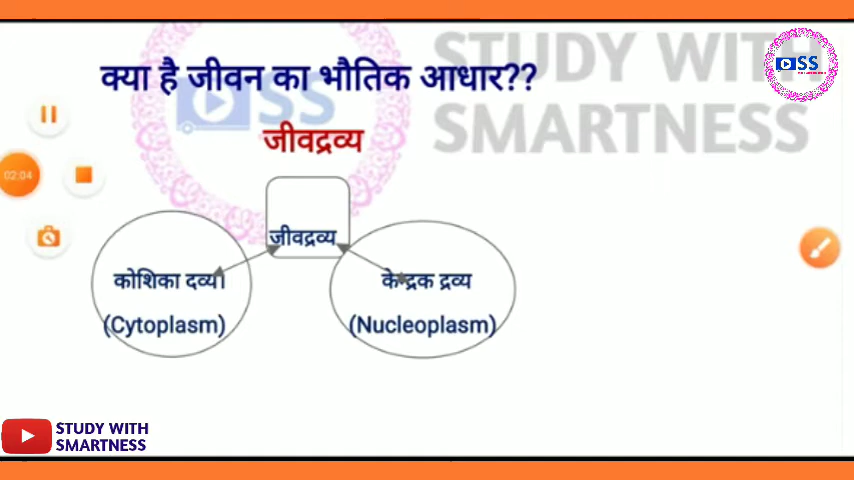 STUDY WITH
SMARTNESS
SS
क्या है जीवन का भौतिक आधार??
SS
जीवद्रव्य
02:04
जीवद्रव्य
कोशिका दव्य।
(Cytoplasm)
केन्द्रक द्रव्य
(Nucleoplasm)
STUDY WITH
SMARTNESS